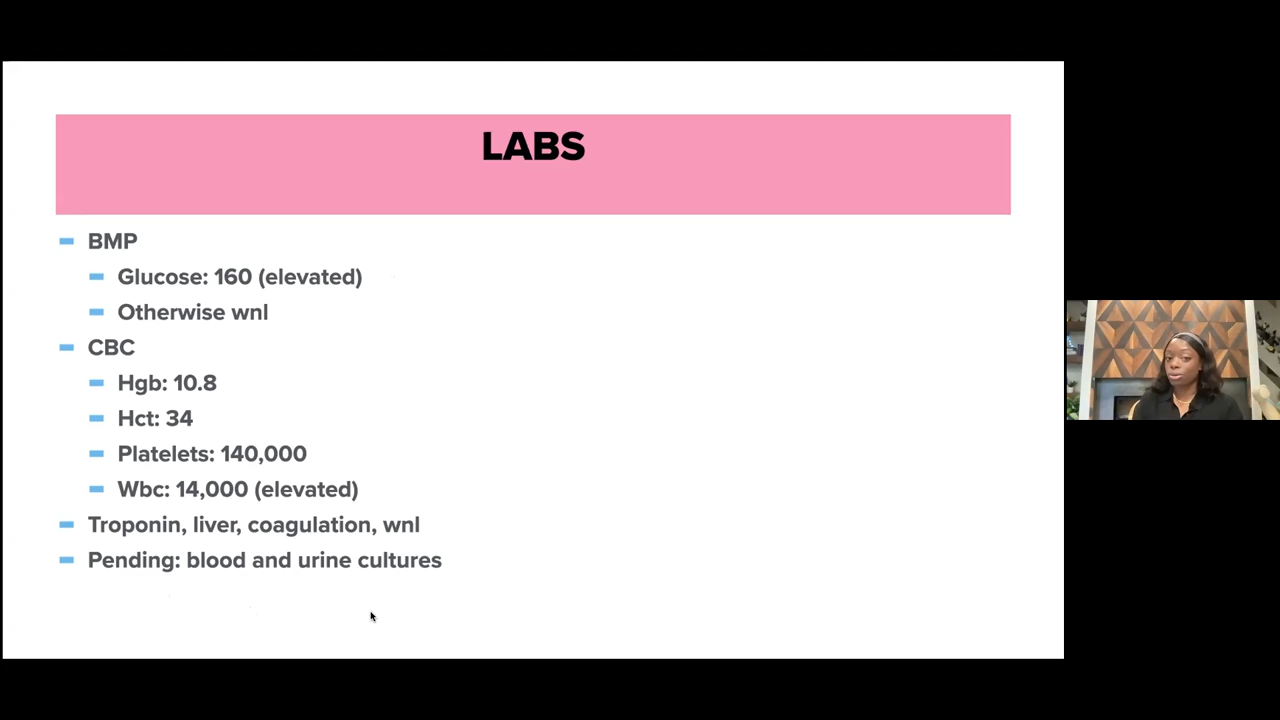 LABS
BMP
Glucose: 160 (elevated)
Otherwise wnl
CBC
Hgb: 10.8
Hct: 34
Platelets: 140,000
Wbc: 14,000 (elevated)
Troponin, liver, coagulation, wnl
Pending: blood and urine cultures